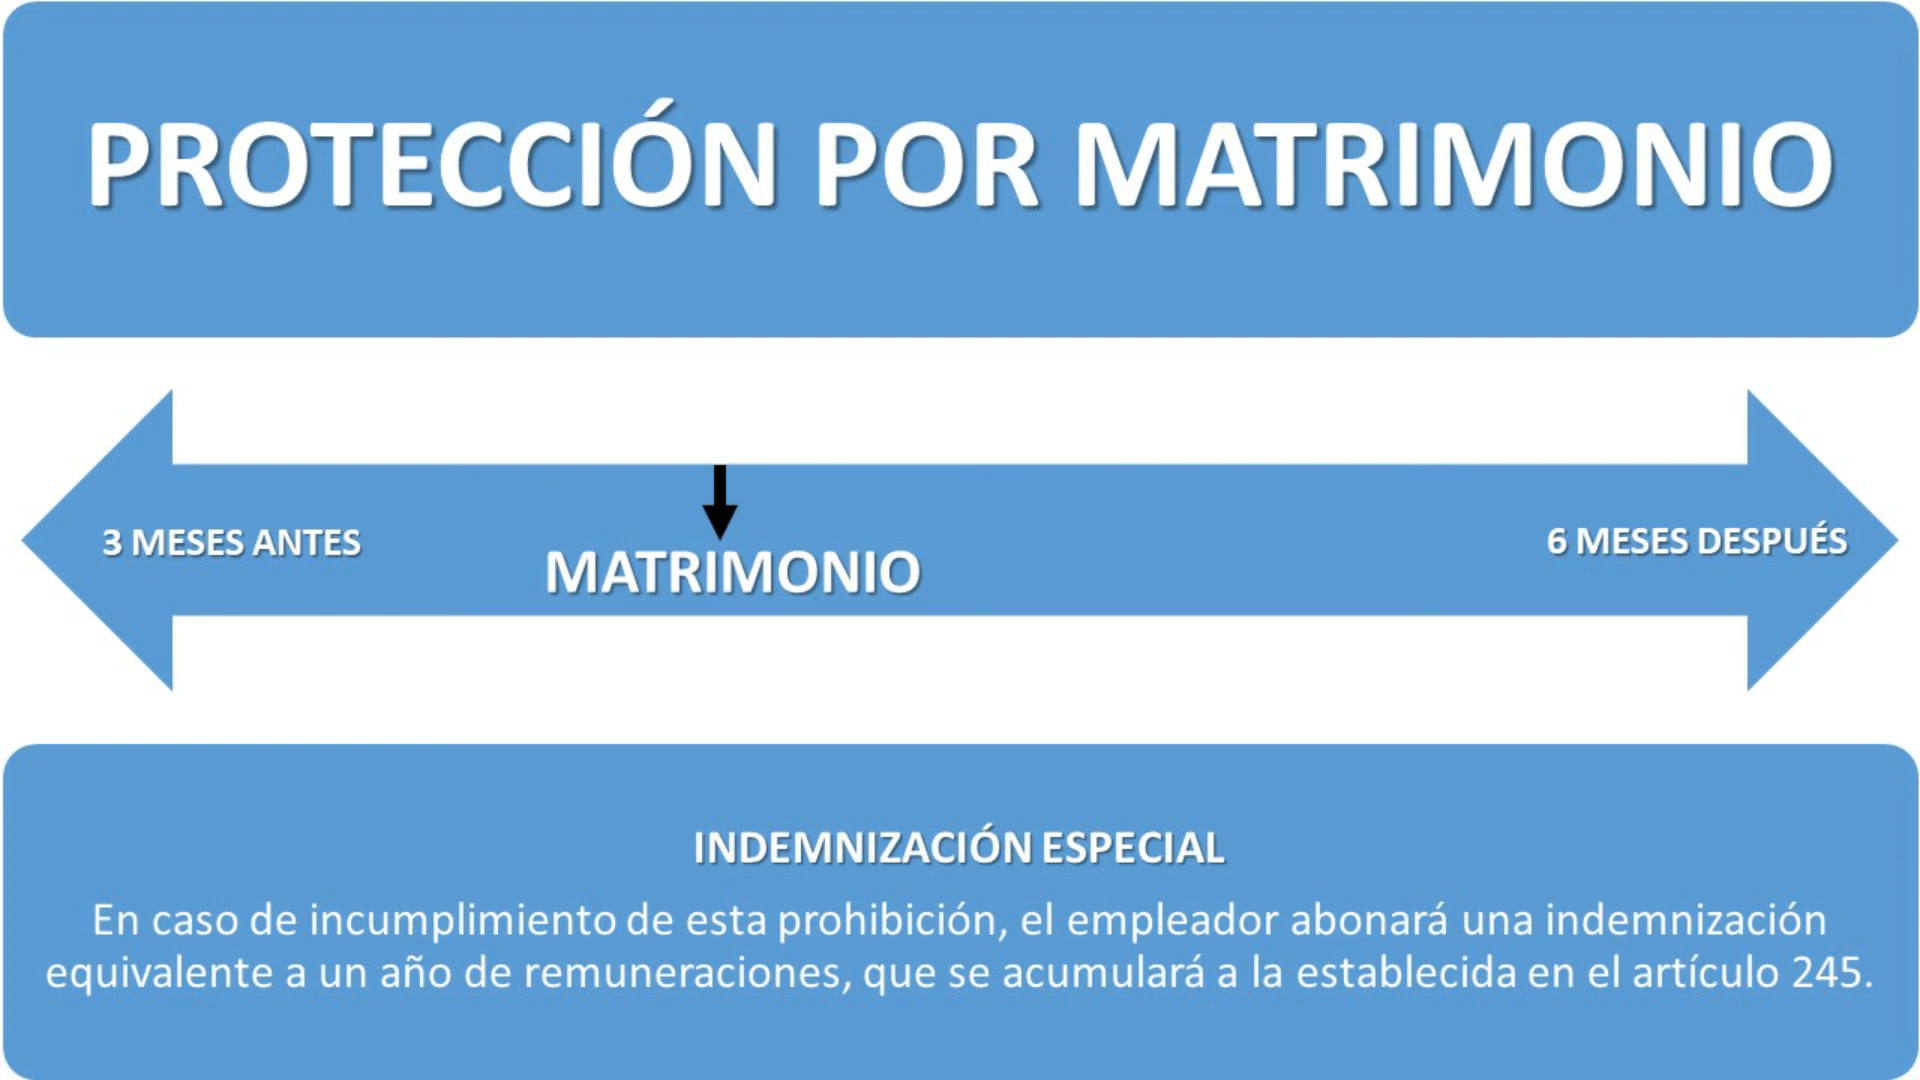 PROTECCIÓN POR MATRIMONIO
3 MESES ANTES
MATRIMONIO
6 MESES DESPUÉS
INDEMNIZACIÓN ESPECIAL
En caso de incumplimiento de esta prohibición, el empleador abonará una indemnización
equivalente a un año de remuneraciones, que se acumulará a la establecida en el artículo 245.